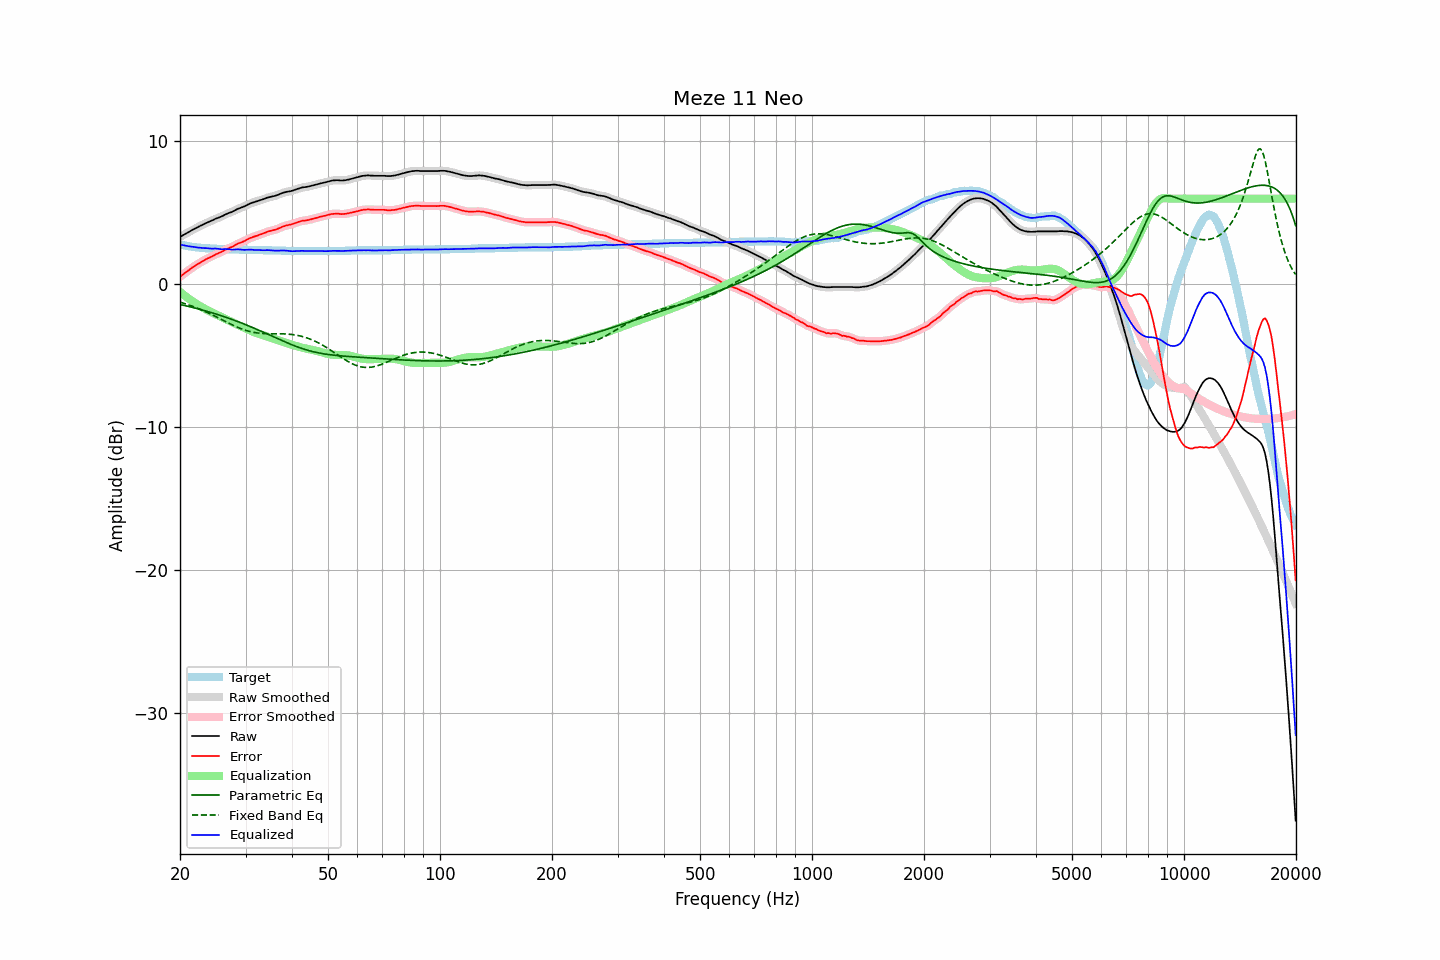 Meze 11 Neo
Amplitude (dBr)
10
0
−10
−20
−30
Target
Raw Smoothed
Error Smoothed
Raw
Error
Equalization
Parametric Eq
Fixed Band Eq
Equalized
20 50 100 200 500 1000 2000 5000 10000 20000
Frequency (Hz)